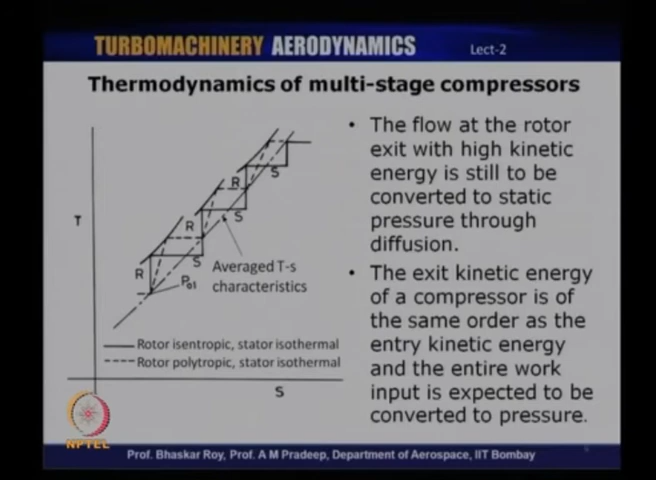 TURBOMACHINERY AERODYNAMICS
Lect-2
Thermodynamics of multi-stage compressors
T
R
S
R
S
R
S
P01
Averaged T-s
characteristics
Rotor isentropic, stator isothermal
Rotor polytropic, stator isothermal
S
• The flow at the rotor
exit with high kinetic
energy is still to be
converted to static
pressure through
diffusion.
• The exit kinetic energy
of a compressor is of
the same order as the
entry kinetic energy
and the entire work
input is expected to be
converted to pressure.
NPTEL
Prof. Bhaskar Roy, Prof. A M Pradeep, Department of Aerospace, IIT Bombay